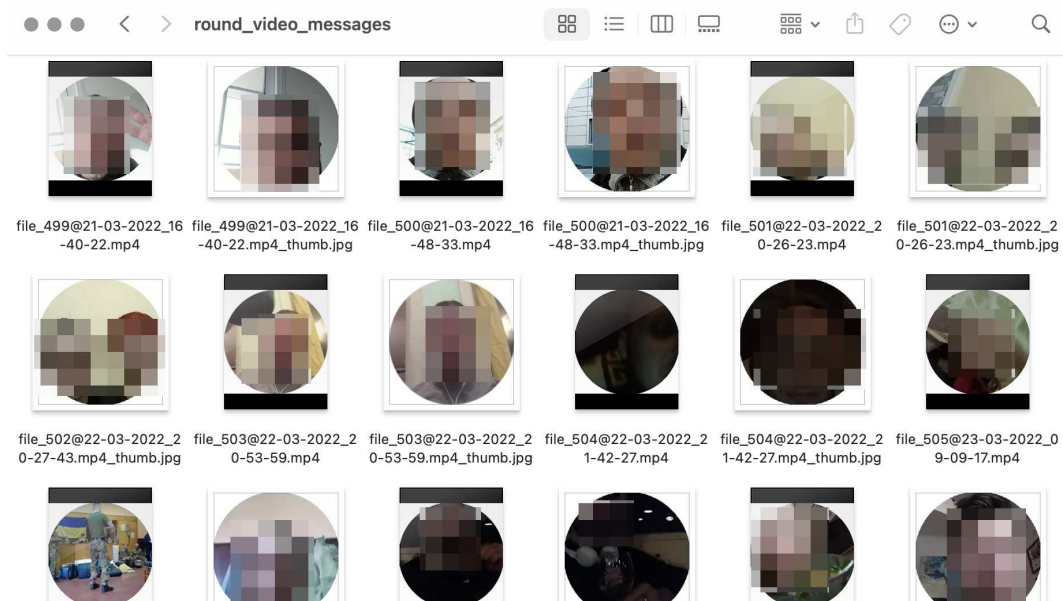 round_video_messages
file_499@21-03-2022_16
-40-22.mp4
file_499@21-03-2022_16
-40-22.mp4_thumb.jpg
file_500@21-03-2022_16
-48-33.mp4
file_500@21-03-2022_16
-48-33.mp4_thumb.jpg
file_501@22-03-2022_2
0-26-23.mp4
file_501@22-03-2022_2
0-26-23.mp4_thumb.jpg
file_502@22-03-2022_2
0-27-43.mp4_thumb.jpg
file_503@22-03-2022_2
0-53-59.mp4
file_503@22-03-2022_2
0-53-59.mp4_thumb.jpg
file_504@22-03-2022_2
1-42-27.mp4
file_504@22-03-2022_2
1-42-27.mp4_thumb.jpg
file_505@23-03-2022_0
9-09-17.mp4